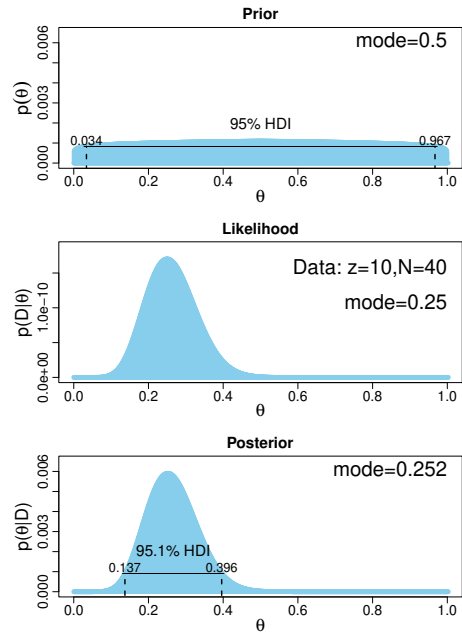 Prior
mode=0.5
p(θ)
0.000 0.003 0.006
95% HDI
0.034 0.967
0.0 0.2 0.4 0.6 0.8 1.0
θ
Likelihood
Data: z=10,N=40
mode=0.25
p(D|θ)
0.0e+00 1.0e-10
0.0 0.2 0.4 0.6 0.8 1.0
θ
Posterior
mode=0.252
p(θ|D)
0.000 0.003 0.006
95.1% HDI
0.137 0.396
0.0 0.2 0.4 0.6 0.8 1.0
θ